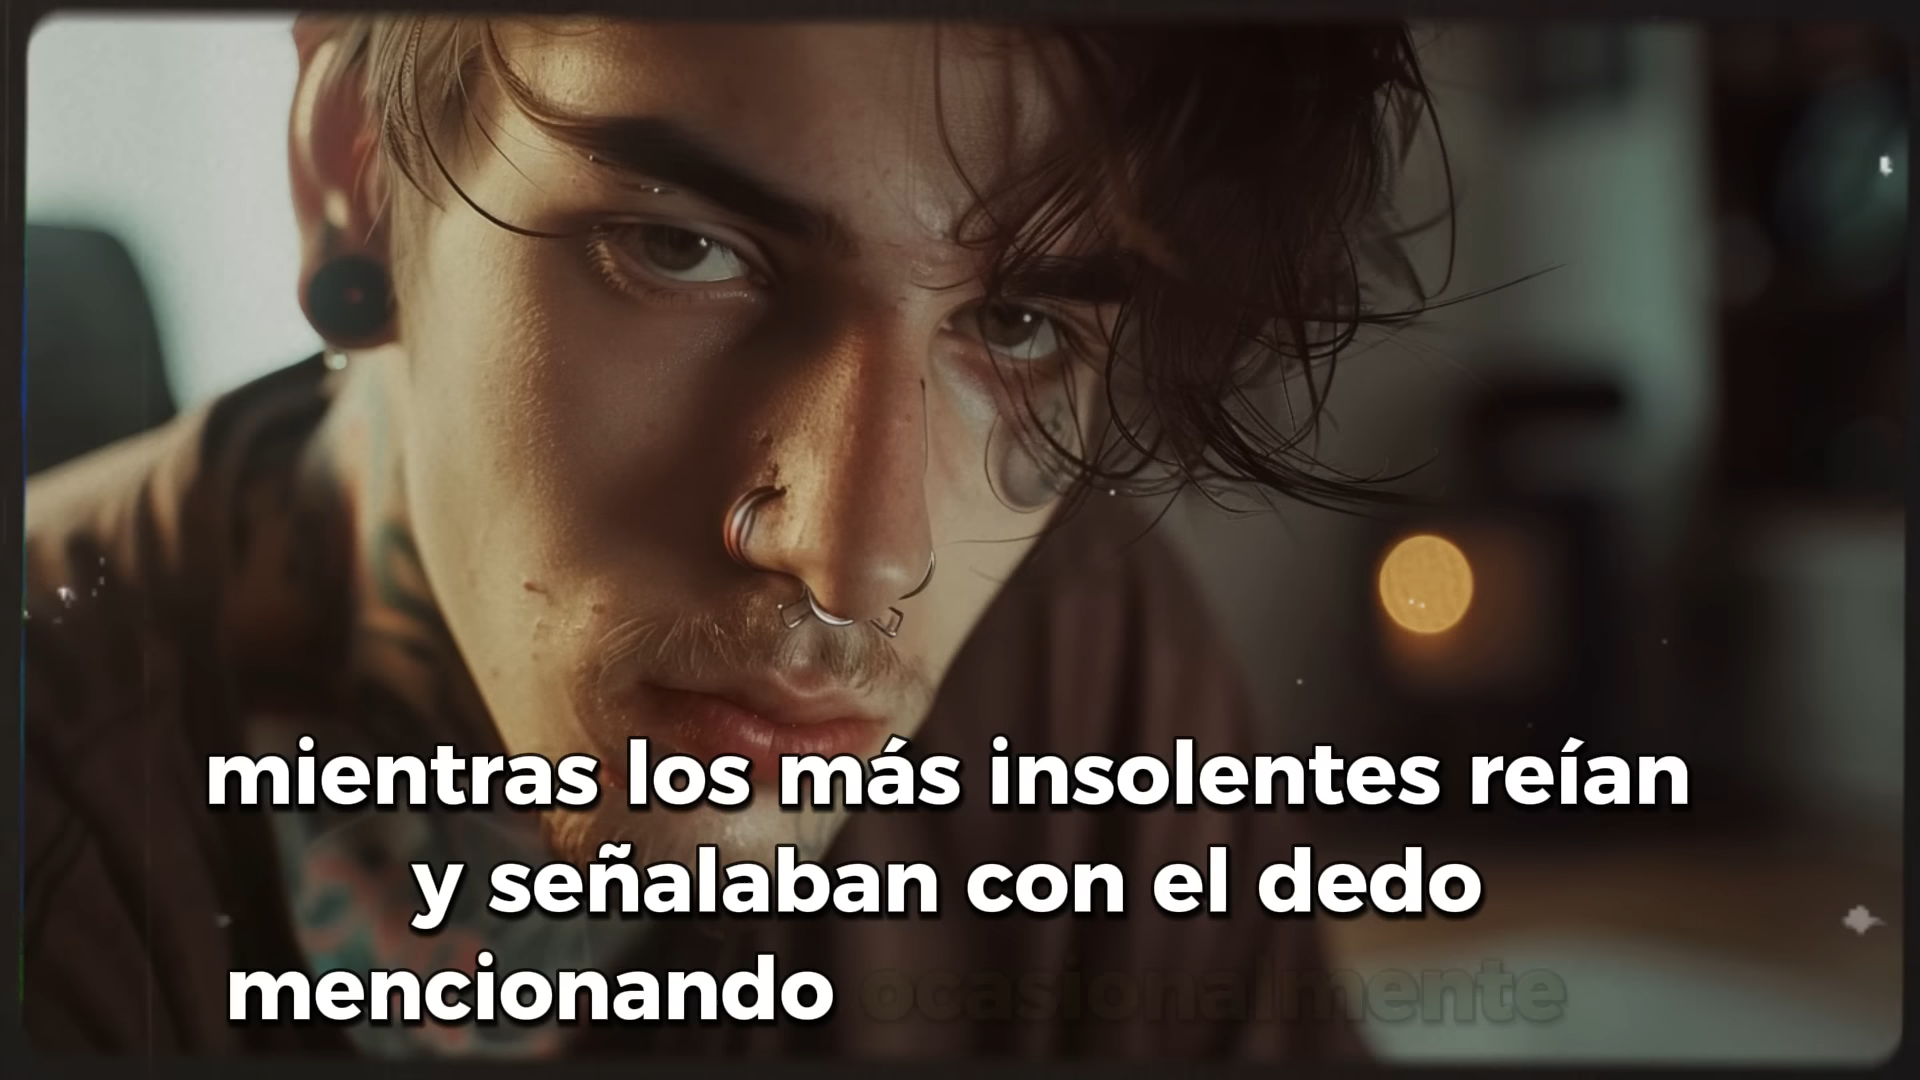 mientras los más insolentes reían
y señalaban con el dedo
mencionando ocasionalmente